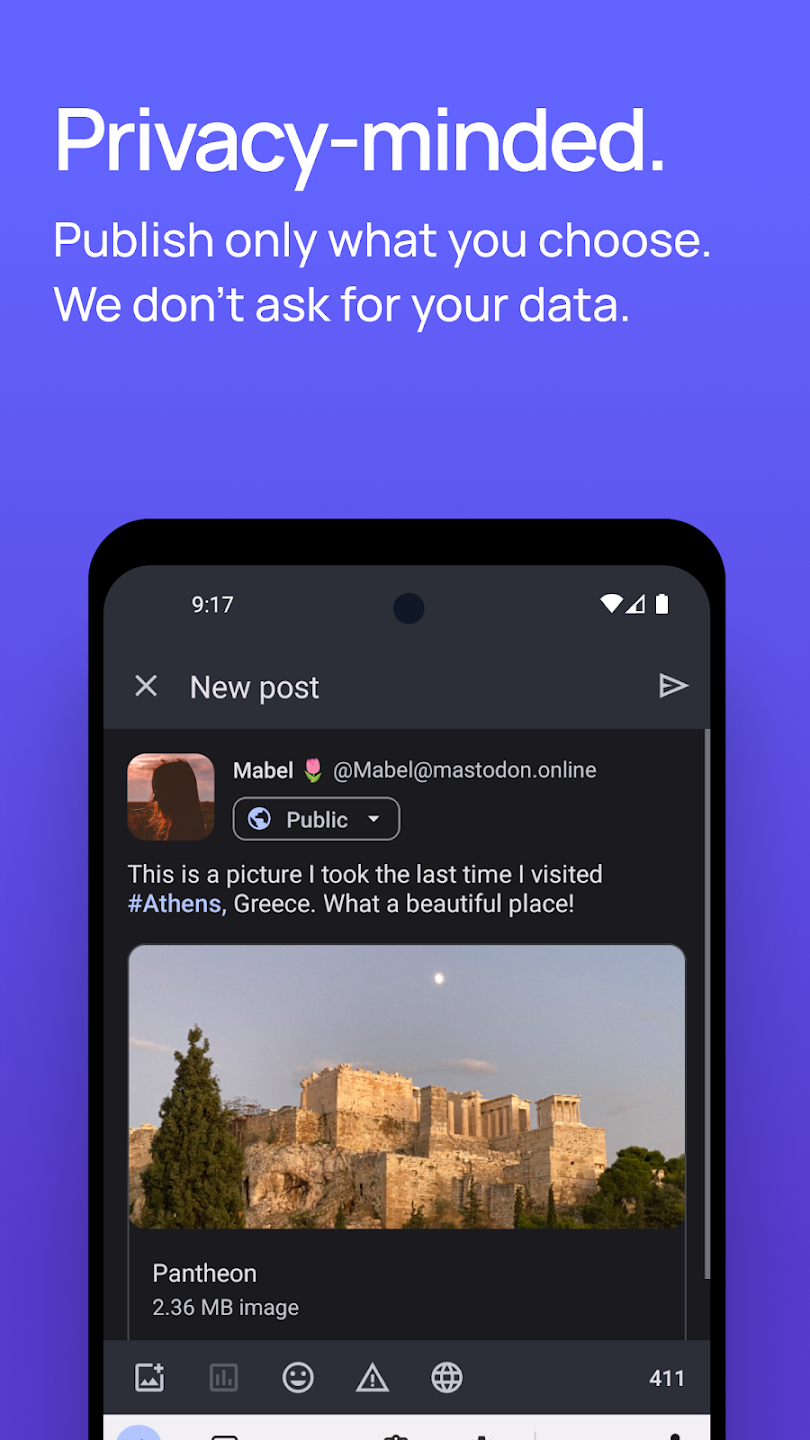 Privacy-minded.
Publish only what you choose.
We don't ask for your data.
9:17
New post
Mabel 🌷 @Mabel@mastodon.online
Public
This is a picture I took the last time I visited
#Athens, Greece. What a beautiful place!
Pantheon
2.36 MB image
411